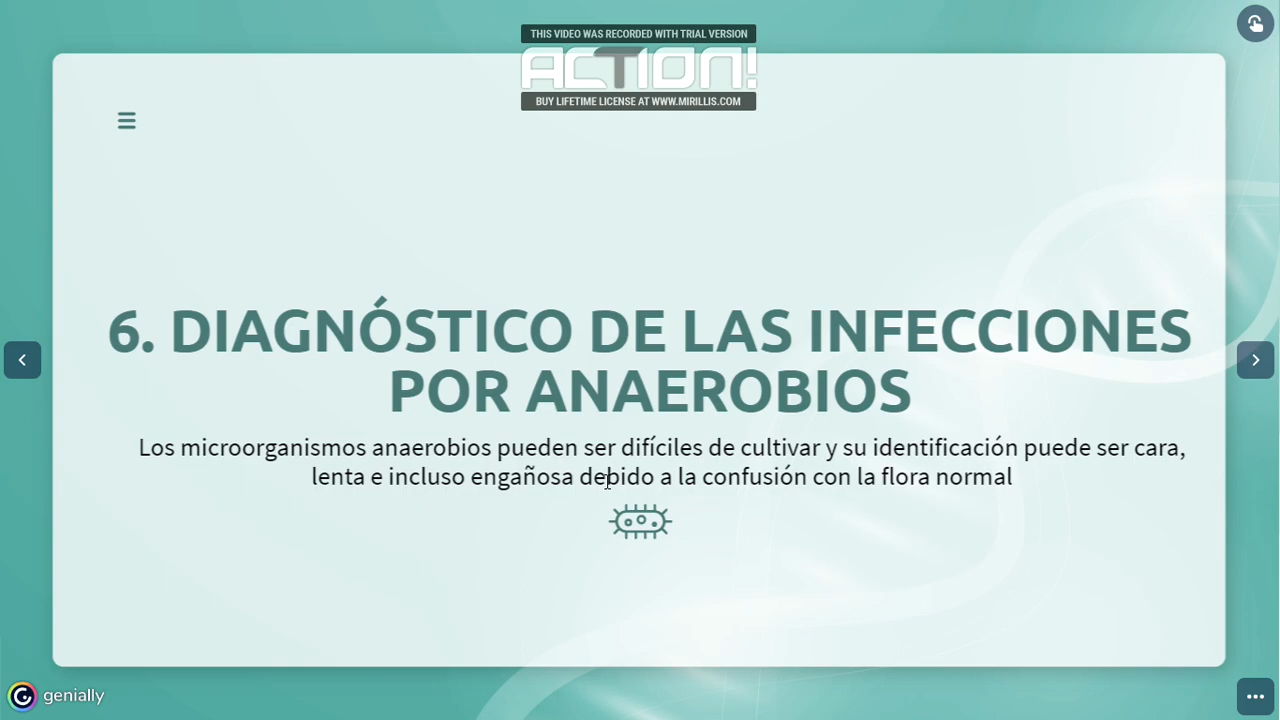 THIS VIDEO WAS RECORDED WITH TRIAL VERSION
ACTION!
BUY LIFETIME LICENSE AT WWW.MIRILLIS.COM
6. DIAGNÓSTICO DE LAS INFECCIONES
POR ANAEROBIOS
Los microorganismos anaerobios pueden ser difíciles de cultivar y su identificación puede ser cara,
lenta e incluso engañosa debido a la confusión con la flora normal
genially